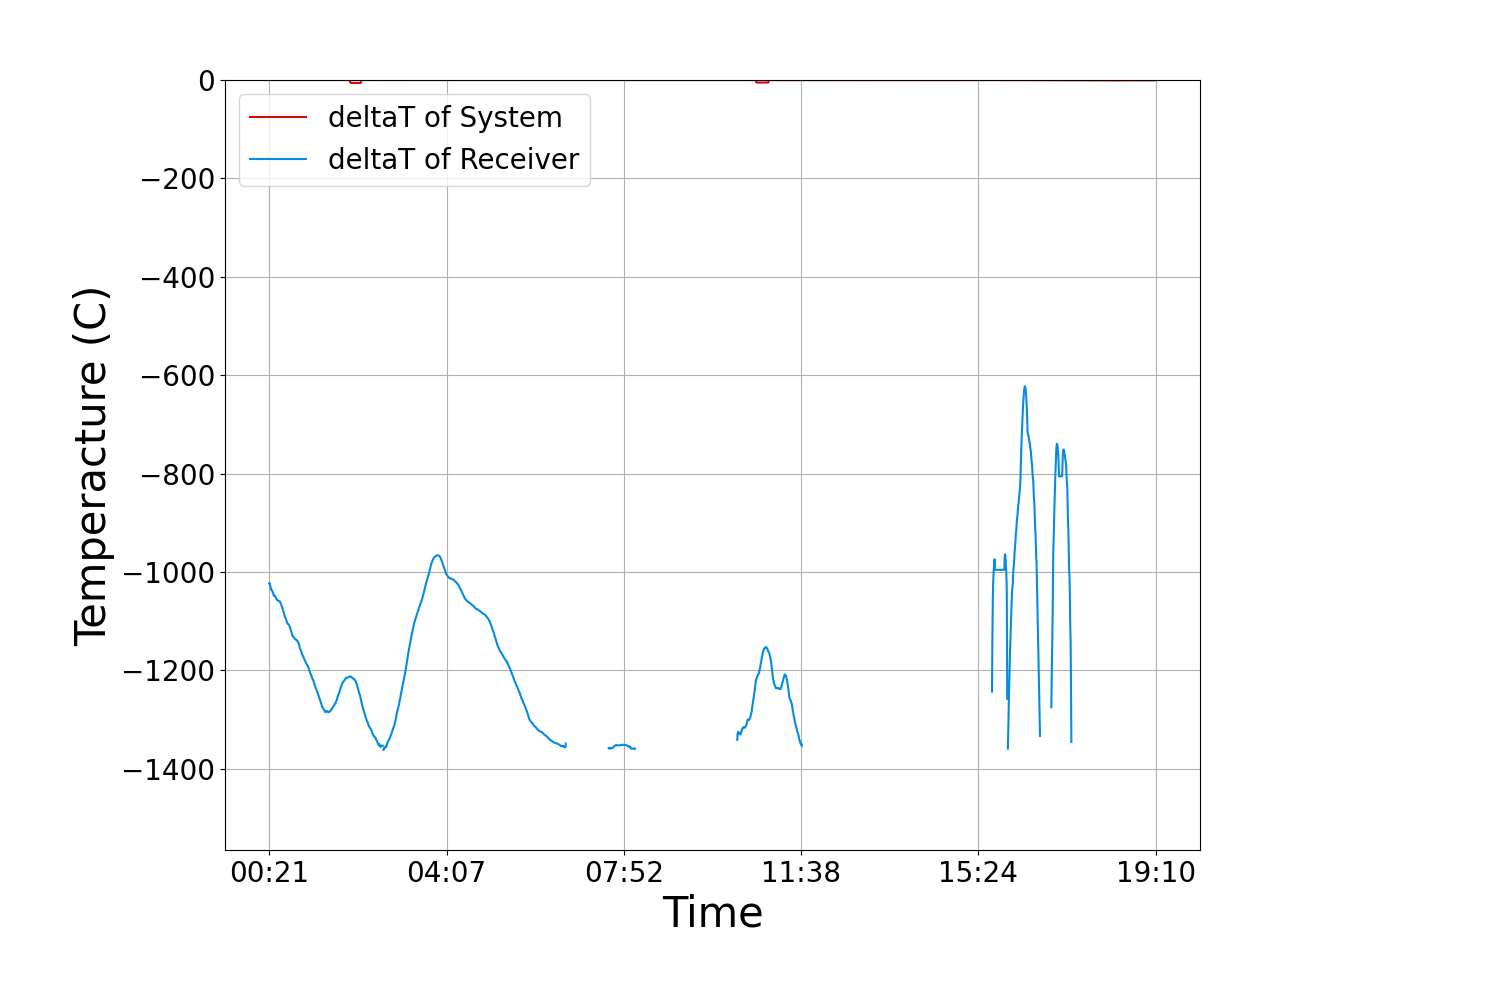 0
deltaT of System
deltaT of Receiver
−200
−400
−600
−800
−1000
−1200
−1400
Temperacture (C)
00:21 04:07 07:52 11:38 15:24 19:10
Time